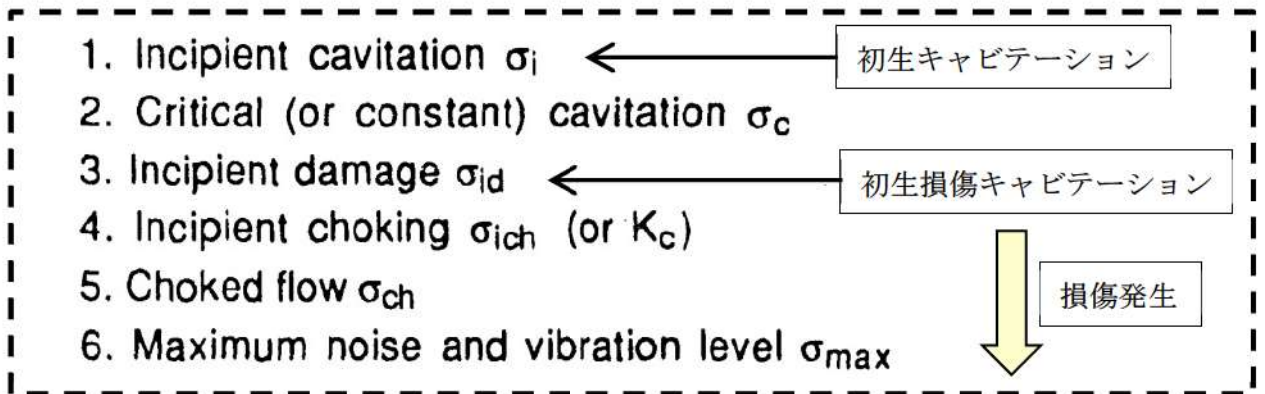 1. Incipient cavitation σi
初生キャビテーション
2. Critical (or constant) cavitation σc
3. Incipient damage σid
初生損傷キャビテーション
4. Incipient choking σich (or Kc)
5. Choked flow σch
損傷発生
6. Maximum noise and vibration level σmax